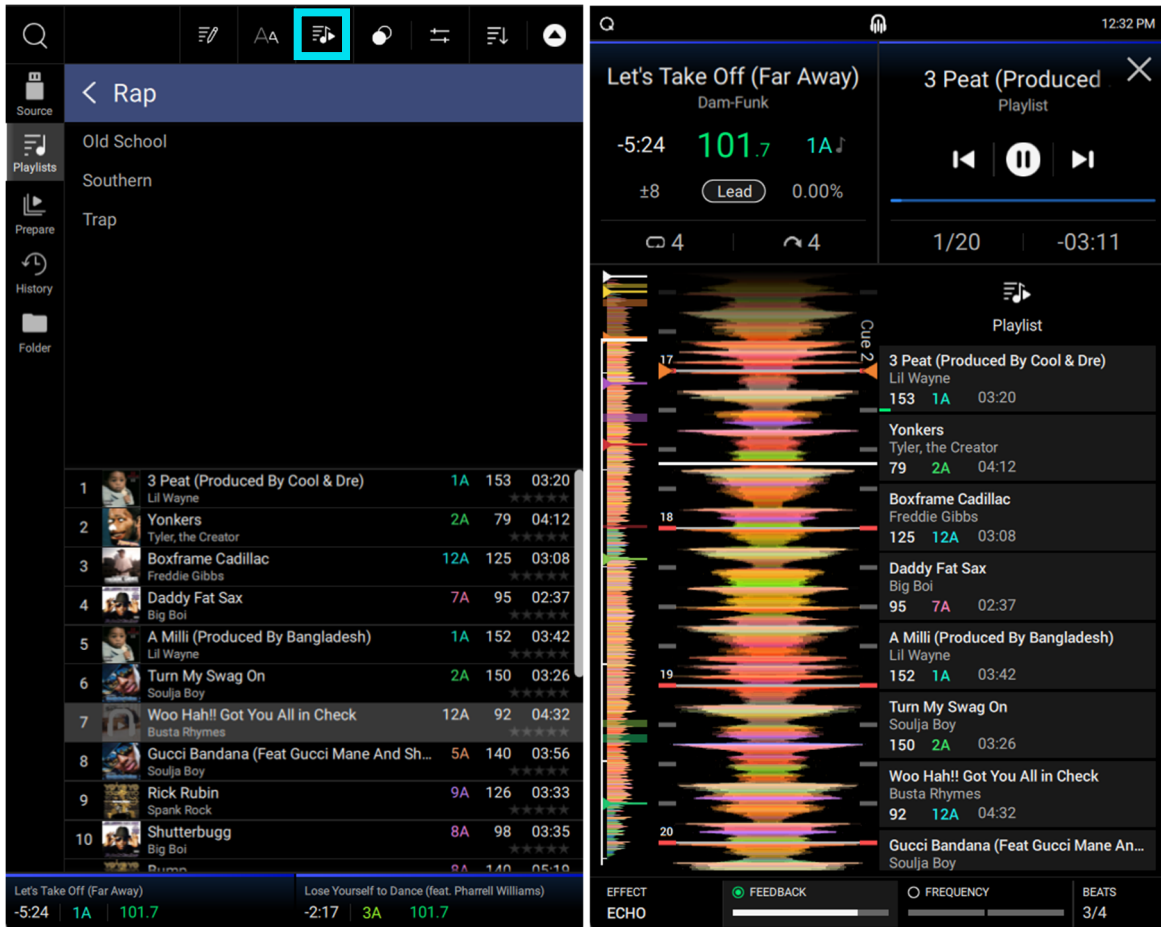 AA
Source
Playlists
Prepare
History
Folder
Rap
Old School
Southern
Trap
1 3 Peat (Produced By Cool & Dre) 1A 153 03:20
Lil Wayne
2 Yonkers 2A 79 04:12
Tyler, the Creator
3 Boxframe Cadillac 12A 125 03:08
Freddie Gibbs
4 Daddy Fat Sax 7A 95 02:37
Big Boi
5 A Milli (Produced By Bangladesh) 1A 152 03:42
Lil Wayne
6 Turn My Swag On 2A 150 03:26
Soulja Boy
7 Woo Hah!! Got You All in Check 12A 92 04:32
Busta Rhymes
8 Gucci Bandana (Feat Gucci Mane And Sh... 5A 140 03:56
Soulja Boy
9 Rick Rubin 9A 126 03:33
Spank Rock
10 Shutterbugg 8A 98 03:35
Big Boi
Bump 8A 140 05:19
Let's Take Off (Far Away)
-5:24 1A 101.7
Lose Yourself to Dance (feat. Pharrell Williams)
-2:17 3A 101.7
12:32 PM
Let's Take Off (Far Away)
Dam-Funk
-5:24 101.7 1A
±8 Lead 0.00%
4 4
3 Peat (Produced
Playlist
1/20 -03:11
Cue 2
17
18
19
20
Playlist
3 Peat (Produced By Cool & Dre)
Lil Wayne
153 1A 03:20
Yonkers
Tyler, the Creator
79 2A 04:12
Boxframe Cadillac
Freddie Gibbs
125 12A 03:08
Daddy Fat Sax
Big Boi
95 7A 02:37
A Milli (Produced By Bangladesh)
Lil Wayne
152 1A 03:42
Turn My Swag On
Soulja Boy
150 2A 03:26
Woo Hah!! Got You All in Check
Busta Rhymes
92 12A 04:32
Gucci Bandana (Feat Gucci Mane An...
Soulja Boy
EFFECT
ECHO
FEEDBACK
FREQUENCY
BEATS
3/4